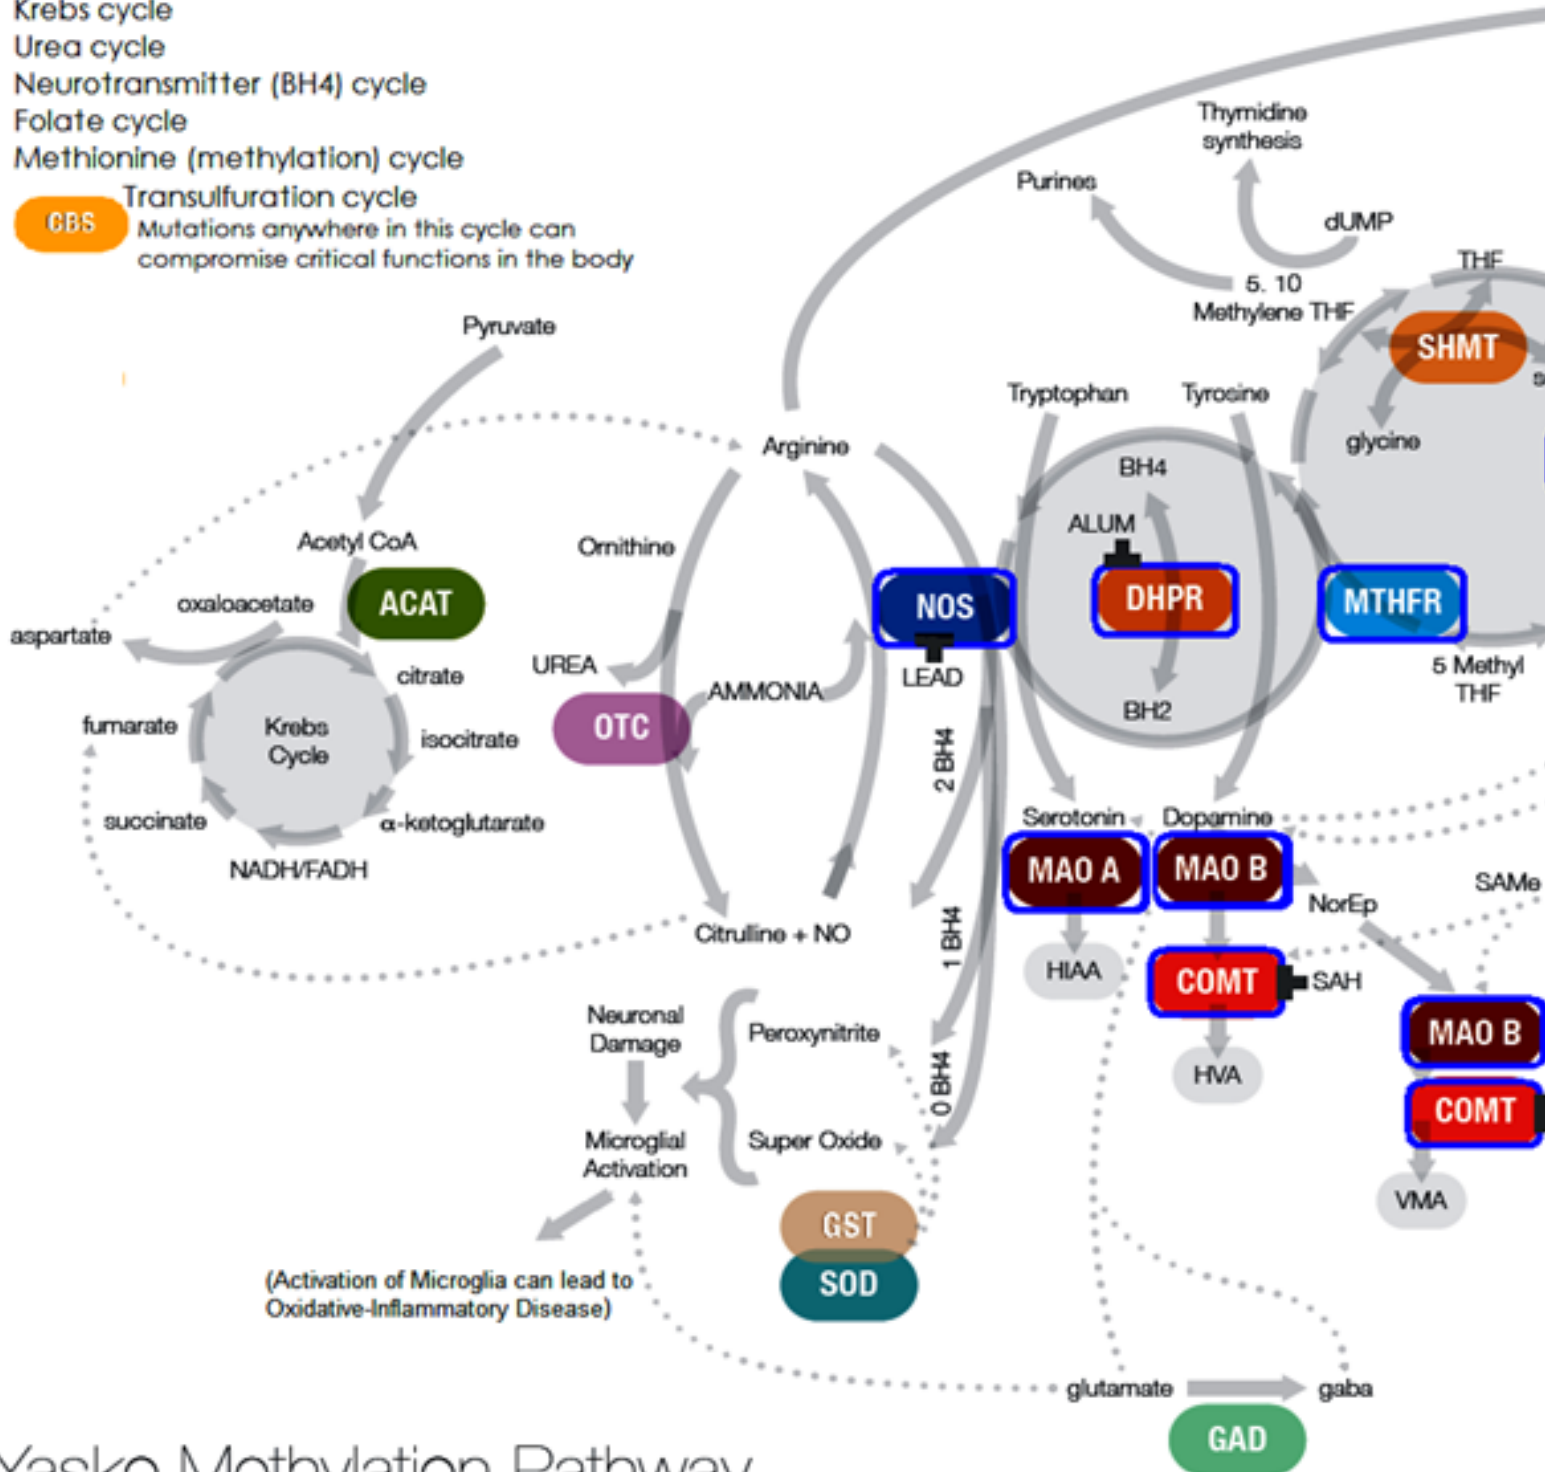 Krebs cycle
Urea cycle
Neurotransmitter (BH4) cycle
Folate cycle
Methionine (methylation) cycle
Transulfuration cycle
CBS
Mutations anywhere in this cycle can
compromise critical functions in the body
Thymidine
synthesis
Purines
dUMP
5. 10
Methylene THF
THF
SHMT
glycine
Pyruvate
Tryptophan
Tyrosine
Arginine
BH4
ALUM
DHPR
BH2
NOS
LEAD
MTHFR
5 Methyl
THF
Acetyl CoA
ACAT
oxaloacetate
aspartate
citrate
fumarate
Krebs
Cycle
isocitrate
succinate
α-ketoglutarate
NADH/FADH
Ornithine
UREA
AMMONIA
OTC
Citrulline + NO
2 BH4
1 BH4
0 BH4
Serotonin
Dopamine
MAO A
MAO B
NorEp
SAMe
HIAA
COMT
SAH
HVA
MAO B
COMT
VMA
Neuronal
Damage
Peroxynitrite
Microglial
Activation
Super Oxide
GST
SOD
(Activation of Microglia can lead to
Oxidative-Inflammatory Disease)
glutamate
gaba
GAD
Yasko Methylation Pathway